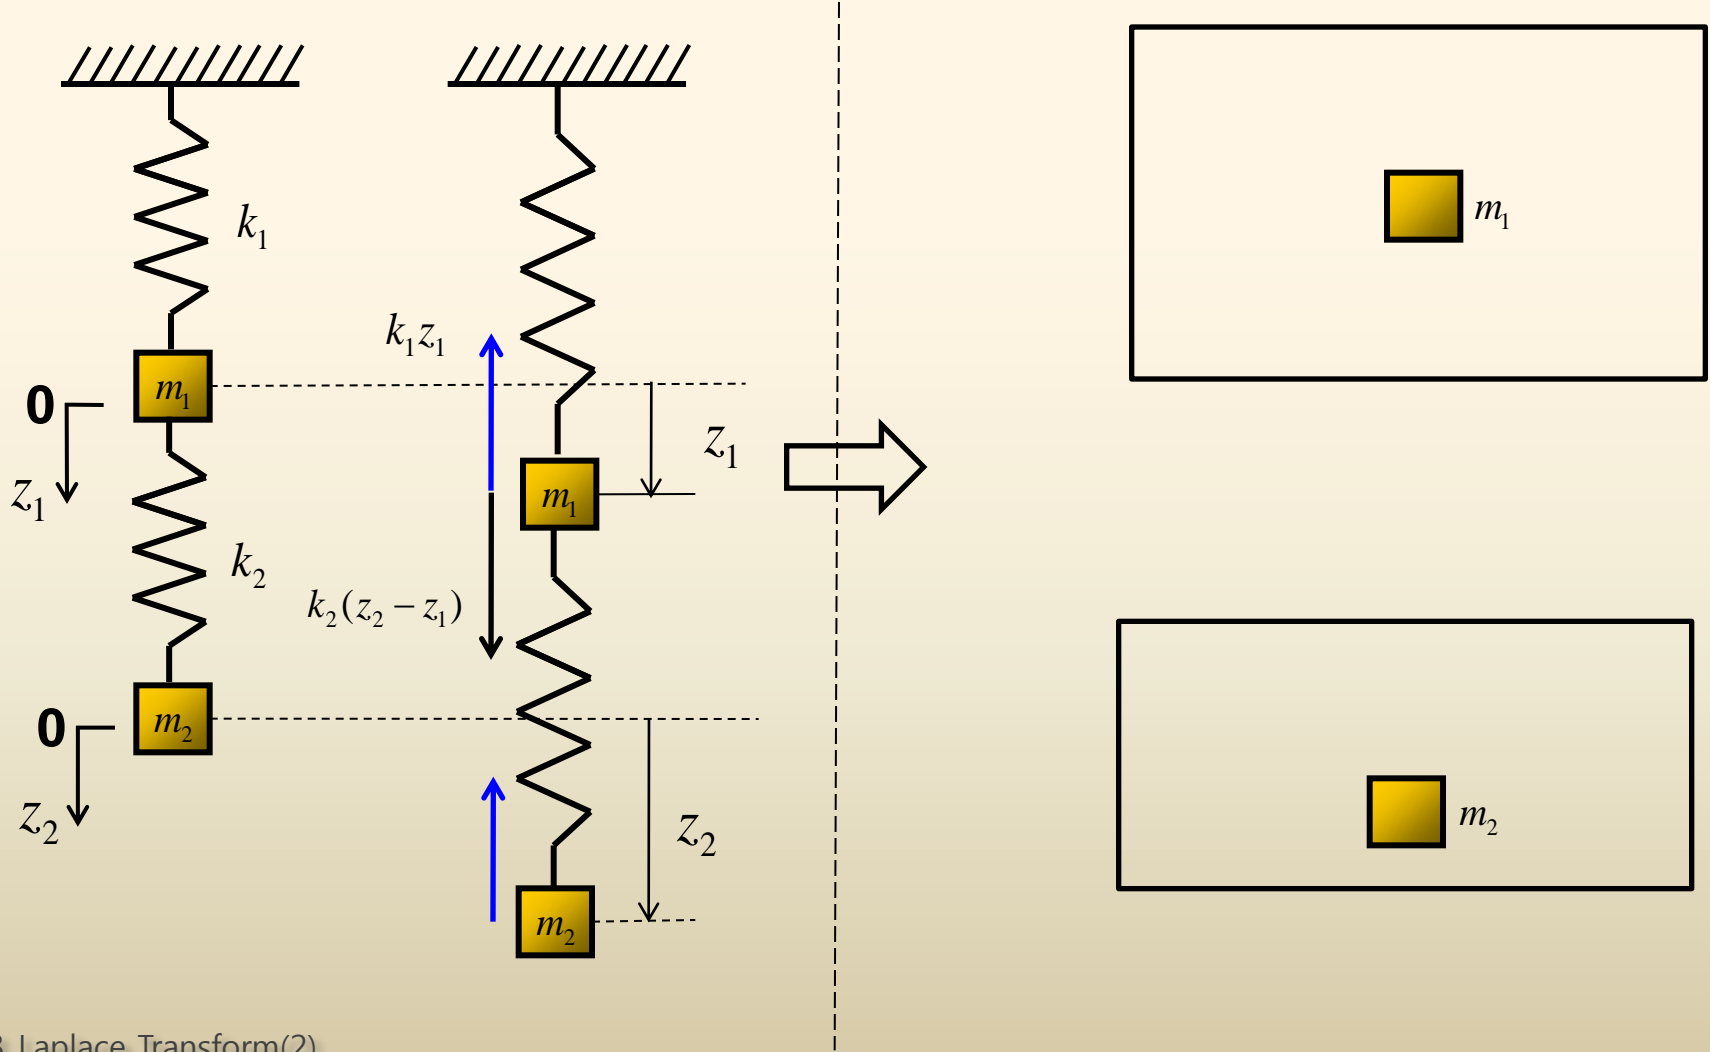 k₁
m₁
0
z₁
k₂
m₂
0
z₂
k₁z₁
z₁
m₁
k₂(z₂ − z₁)
z₂
m₂
m₁
m₂
Laplace Transform(2)